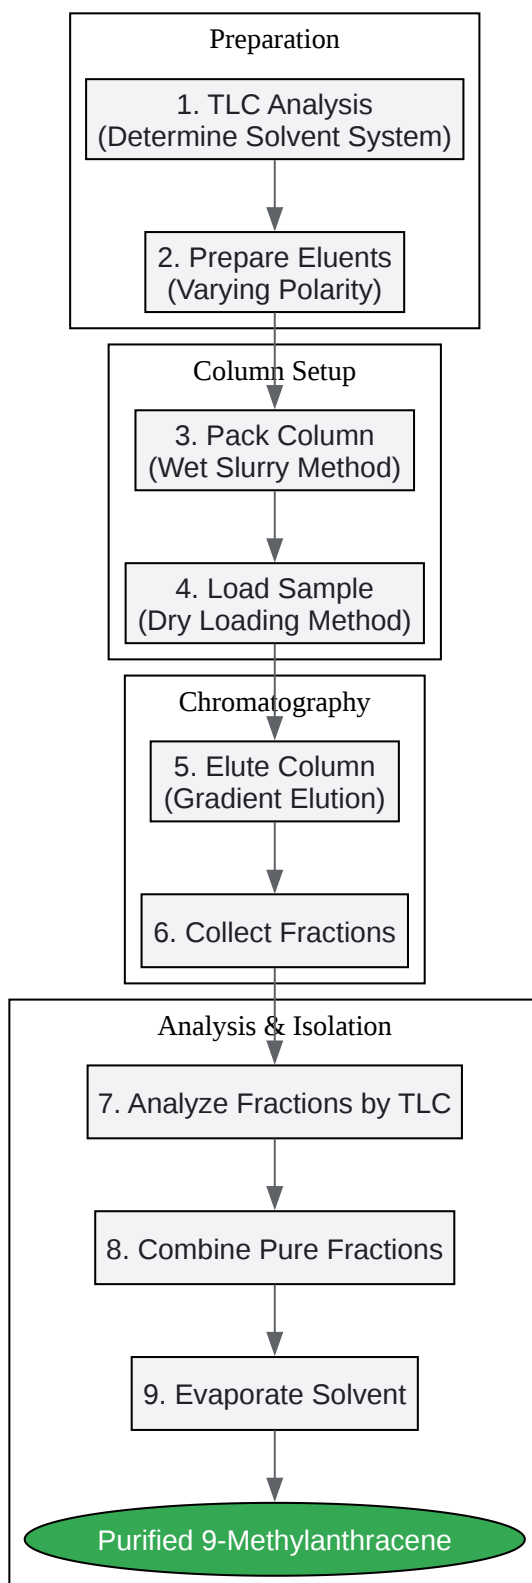 Preparation
1. TLC Analysis
(Determine Solvent System)
2. Prepare Eluents
(Varying Polarity)
Column Setup
3. Pack Column
(Wet Slurry Method)
4. Load Sample
(Dry Loading Method)
Chromatography
5. Elute Column
(Gradient Elution)
6. Collect Fractions
Analysis & Isolation
7. Analyze Fractions by TLC
8. Combine Pure Fractions
9. Evaporate Solvent
Purified 9-Methylanthracene